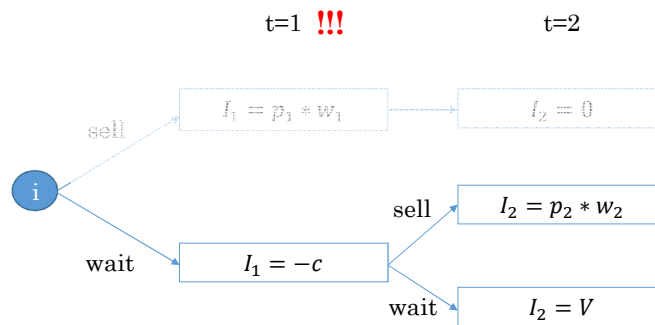 t=1 !!! t=2
I₁ = p₁ * w₁ I₂ = 0
sell
i
sell I₂ = p₂ * w₂
wait I₁ = −c
wait I₂ = V